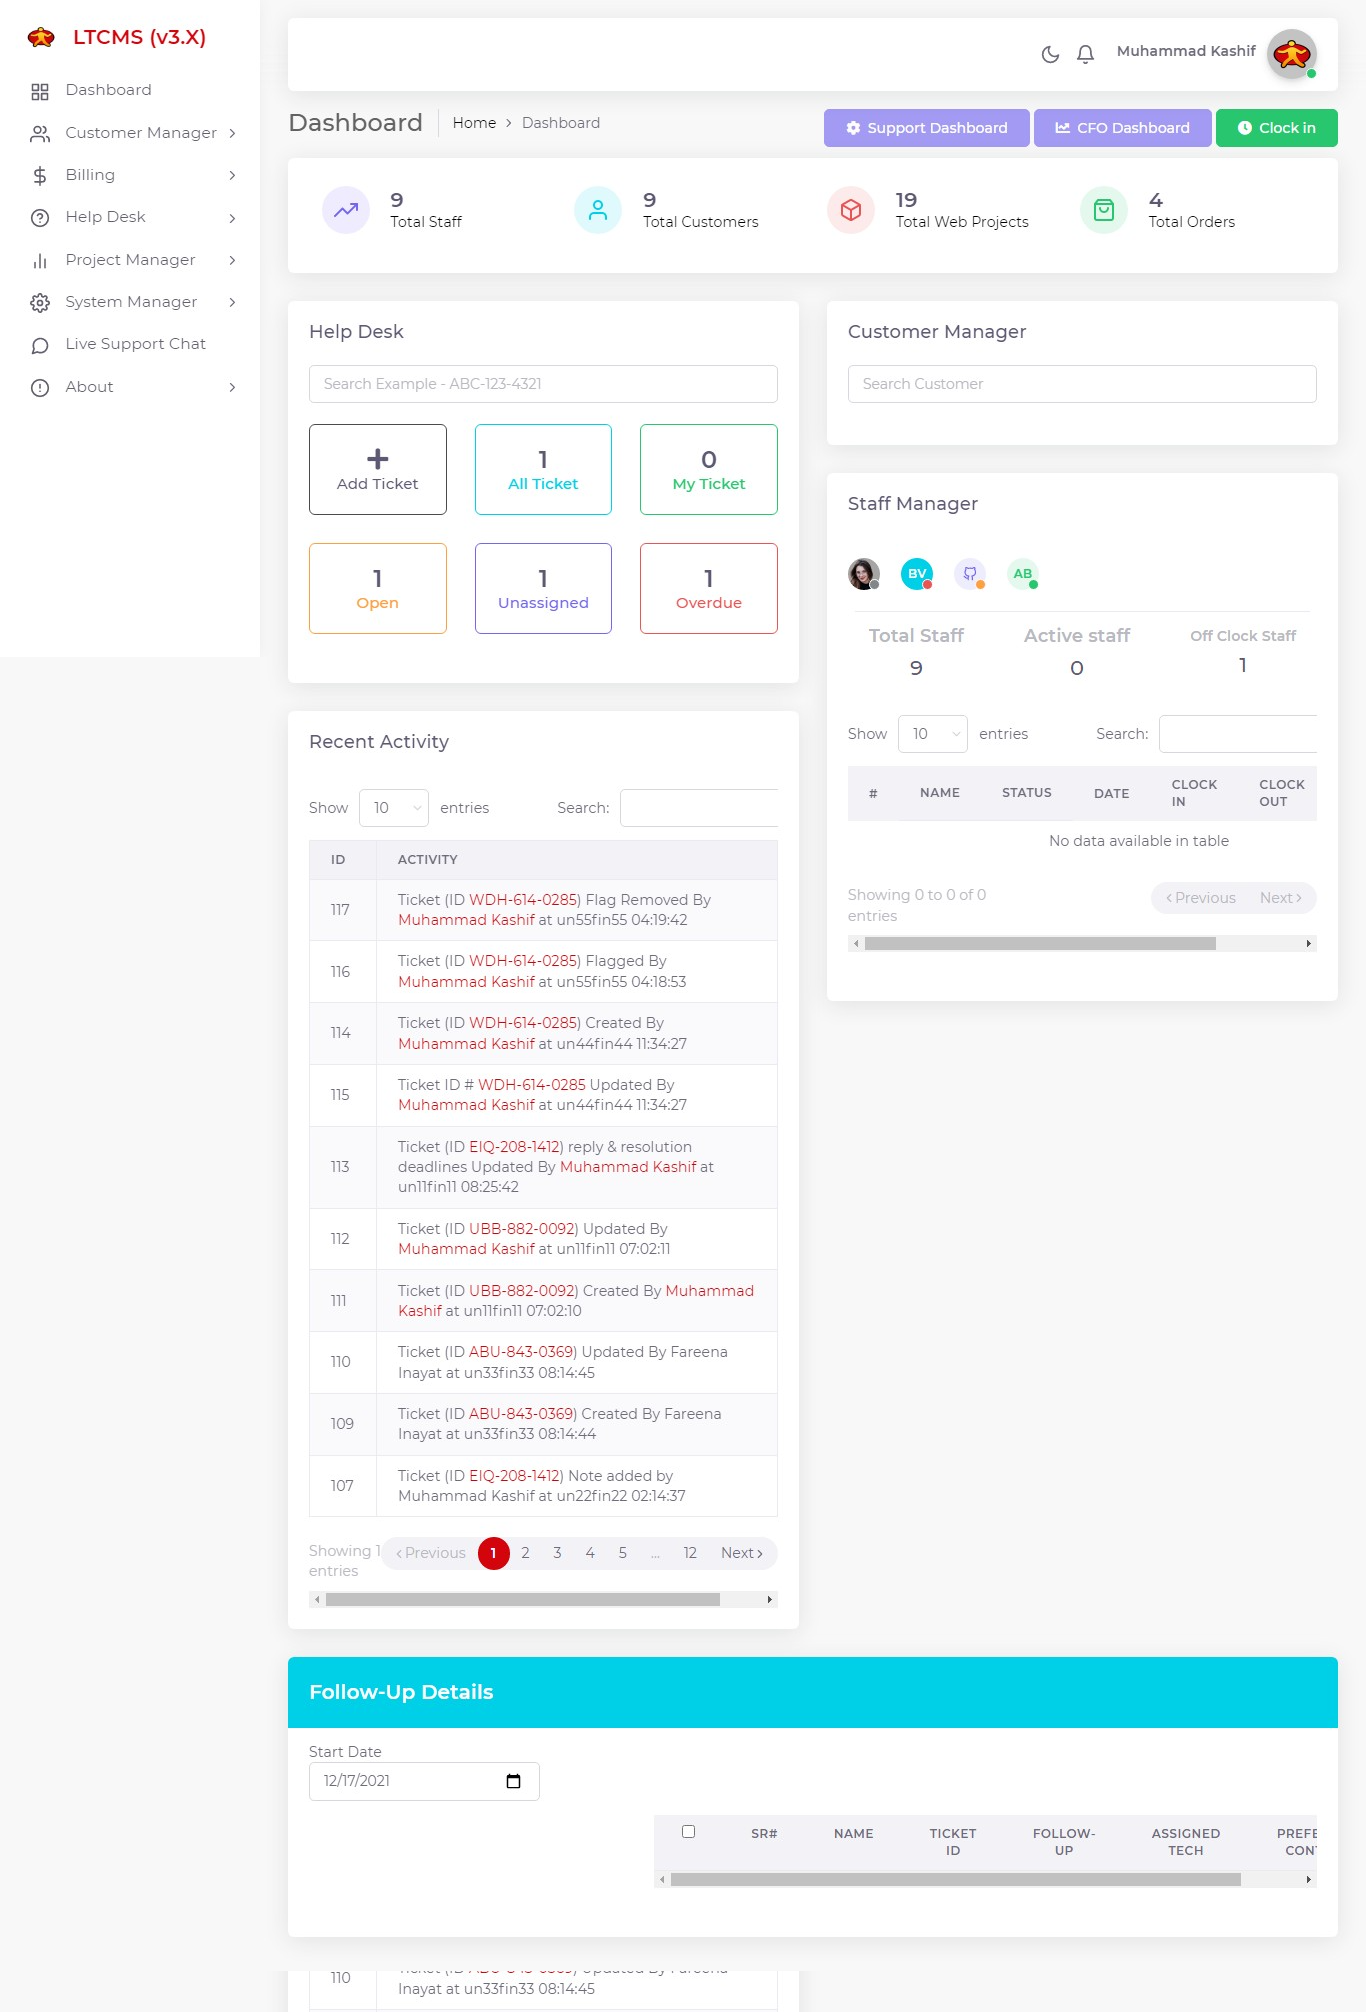 LTCMS (v3.X)
Dashboard
Customer Manager
Billing
Help Desk
Project Manager
System Manager
Live Support Chat
About
Muhammad Kashif
Dashboard
Home > Dashboard
Support Dashboard
CFO Dashboard
Clock in
9
Total Staff
9
Total Customers
19
Total Web Projects
4
Total Orders
Help Desk
Search Example - ABC-123-4321
Add Ticket
1
All Ticket
0
My Ticket
1
Open
1
Unassigned
1
Overdue
Customer Manager
Search Customer
Staff Manager
BV
AB
Total Staff
9
Active staff
0
Off Clock Staff
1
Show 10 entries
Search:
# NAME STATUS DATE CLOCK IN CLOCK OUT
No data available in table
Showing 0 to 0 of 0
entries
Previous Next
Recent Activity
Show 10 entries
Search:
ID ACTIVITY
117
Ticket (ID WDH-614-0285) Flag Removed By
Muhammad Kashif at un55fin55 04:19:42
116
Ticket (ID WDH-614-0285) Flagged By
Muhammad Kashif at un55fin55 04:18:53
114
Ticket (ID WDH-614-0285) Created By
Muhammad Kashif at un44fin44 11:34:27
115
Ticket ID # WDH-614-0285 Updated By
Muhammad Kashif at un44fin44 11:34:27
113
Ticket (ID EIQ-208-1412) reply & resolution
deadlines Updated By Muhammad Kashif at
un11fin11 08:25:42
112
Ticket (ID UBB-882-0092) Updated By
Muhammad Kashif at un11fin11 07:02:11
111
Ticket (ID UBB-882-0092) Created By Muhammad
Kashif at un11fin11 07:02:10
110
Ticket (ID ABU-843-0369) Updated By Fareena
Inayat at un33fin33 08:14:45
109
Ticket (ID ABU-843-0369) Created By Fareena
Inayat at un33fin33 08:14:44
107
Ticket (ID EIQ-208-1412) Note added by
Muhammad Kashif at un22fin22 02:14:37
Showing 1
entries
Previous 1 2 3 4 5 ... 12 Next
Follow-Up Details
Start Date
12/17/2021
SR# NAME TICKET ID FOLLOW-UP ASSIGNED TECH
110
Inayat at un33fin33 08:14:45